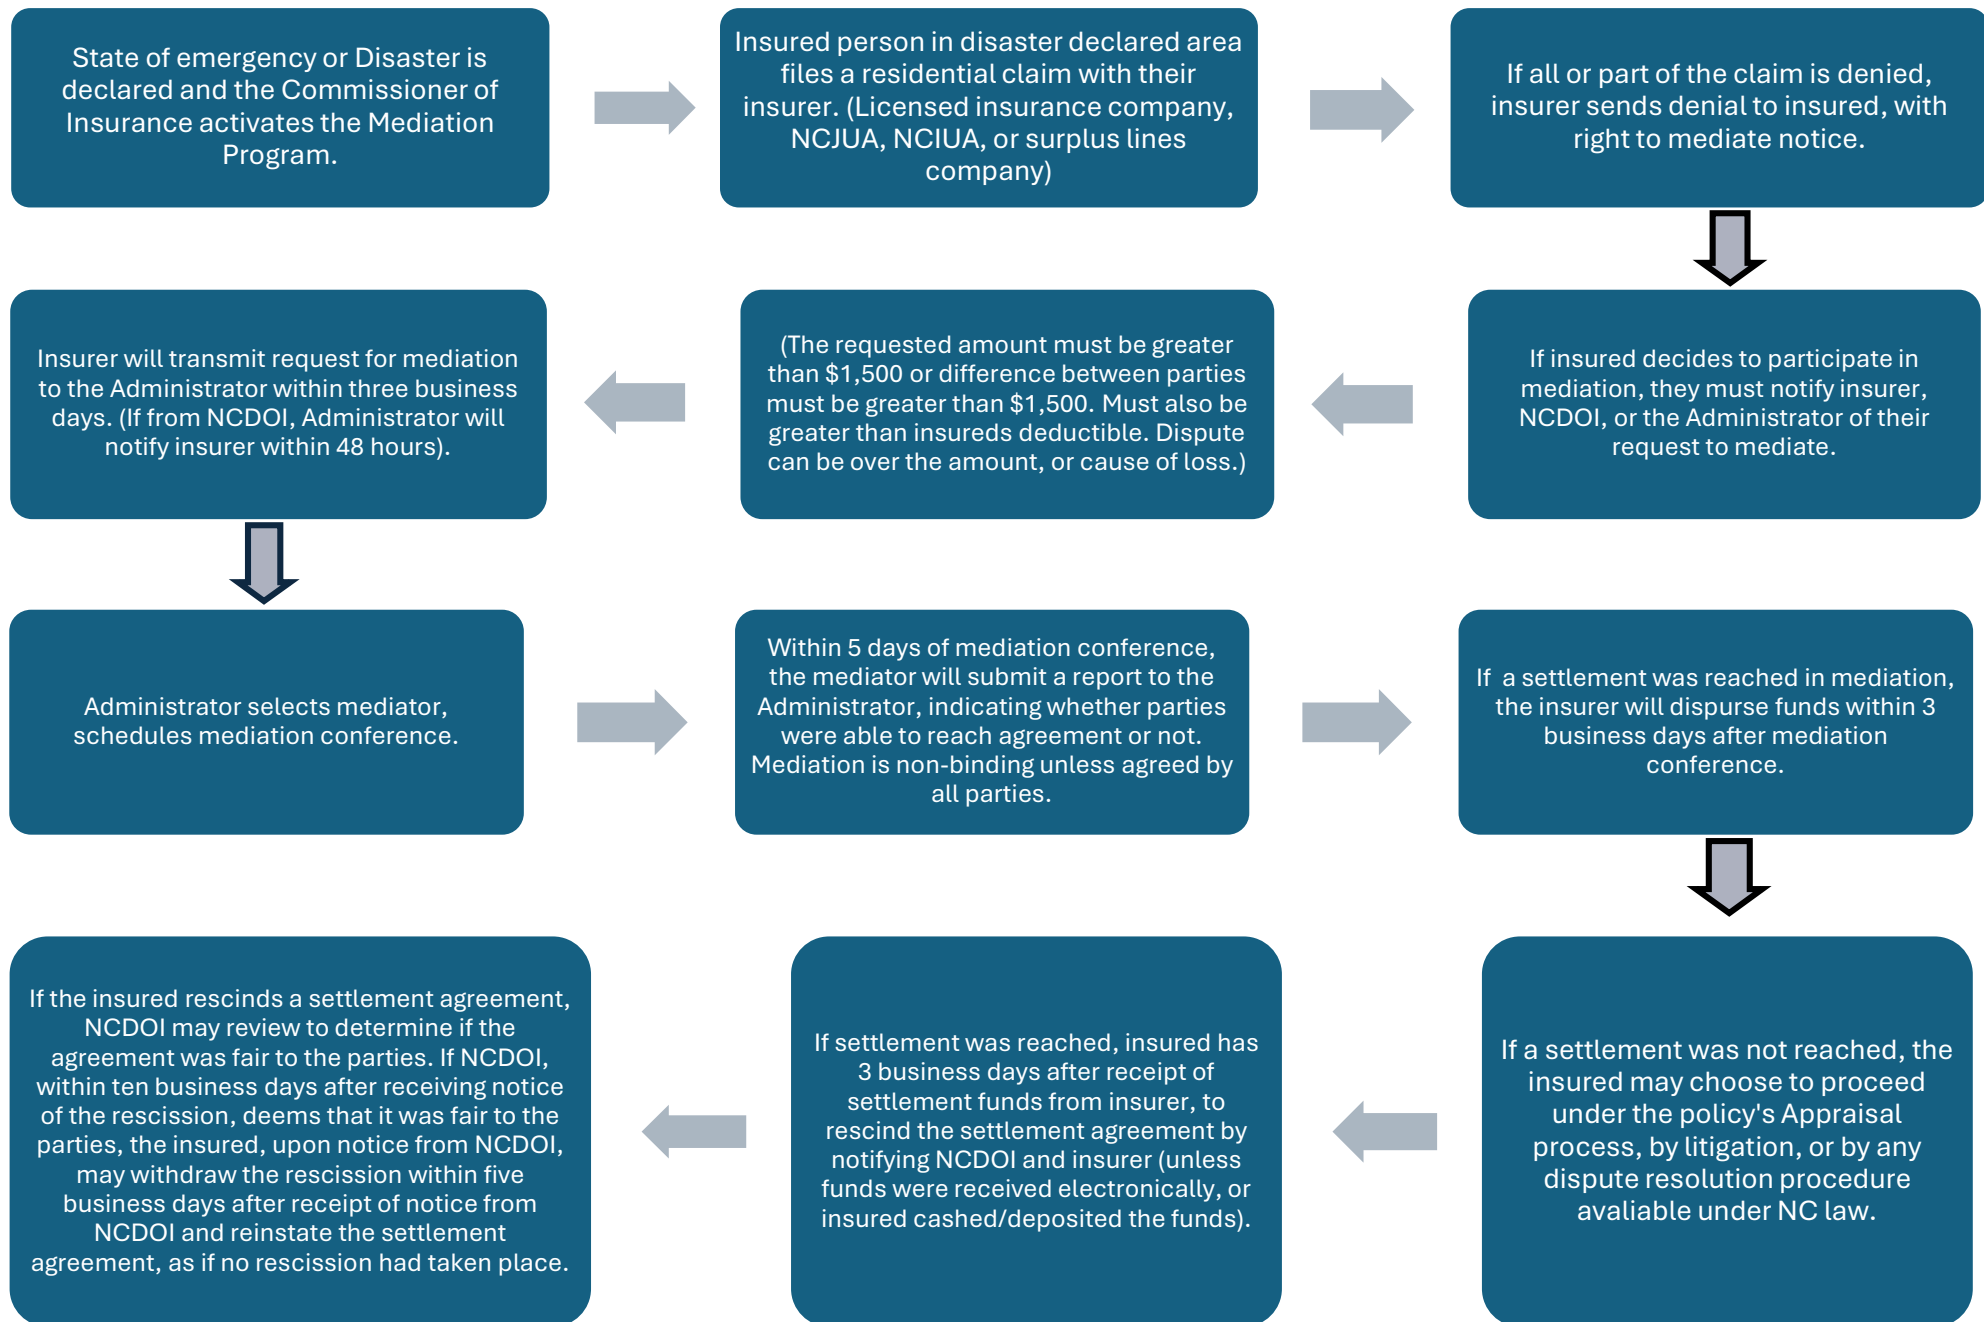 State of emergency or Disaster is
declared and the Commissioner of
Insurance activates the Mediation
Program.
Insured person in disaster declared area
files a residential claim with their
insurer. (Licensed insurance company,
NCJUA, NCIUA, or surplus lines
company)
If all or part of the claim is denied,
insurer sends denial to insured, with
right to mediate notice.
If insured decides to participate in
mediation, they must notify insurer,
NCDOI, or the Administrator of their
request to mediate.
(The requested amount must be greater
than $1,500 or difference between parties
must be greater than $1,500. Must also be
greater than insureds deductible. Dispute
can be over the amount, or cause of loss.)
Insurer will transmit request for mediation
to the Administrator within three business
days. (If from NCDOI, Administrator will
notify insurer within 48 hours).
Administrator selects mediator,
schedules mediation conference.
Within 5 days of mediation conference,
the mediator will submit a report to the
Administrator, indicating whether parties
were able to reach agreement or not.
Mediation is non-binding unless agreed by
all parties.
If a settlement was reached in mediation,
the insurer will dispurse funds within 3
business days after mediation
conference.
If a settlement was not reached, the
insured may choose to proceed
under the policy's Appraisal
process, by litigation, or by any
dispute resolution procedure
avaliable under NC law.
If settlement was reached, insured has
3 business days after receipt of
settlement funds from insurer, to
rescind the settlement agreement by
notifying NCDOI and insurer (unless
funds were received electronically, or
insured cashed/deposited the funds).
If the insured rescinds a settlement agreement,
NCDOI may review to determine if the
agreement was fair to the parties. If NCDOI,
within ten business days after receiving notice
of the rescission, deems that it was fair to the
parties, the insured, upon notice from NCDOI,
may withdraw the rescission within five
business days after receipt of notice from
NCDOI and reinstate the settlement
agreement, as if no rescission had taken place.